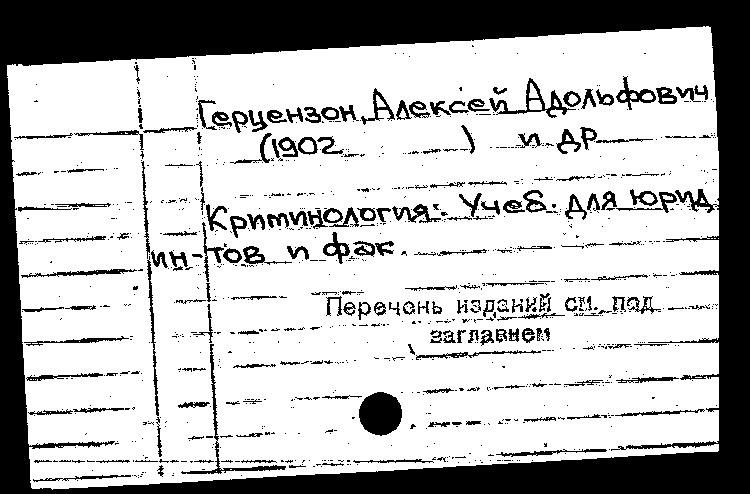 Герцензон, Алексей Адольфович
(1902 ) и др
Криминология: Учеб. для юрид
ин-тов и фак.
Перечень изданий см. под
заглавием